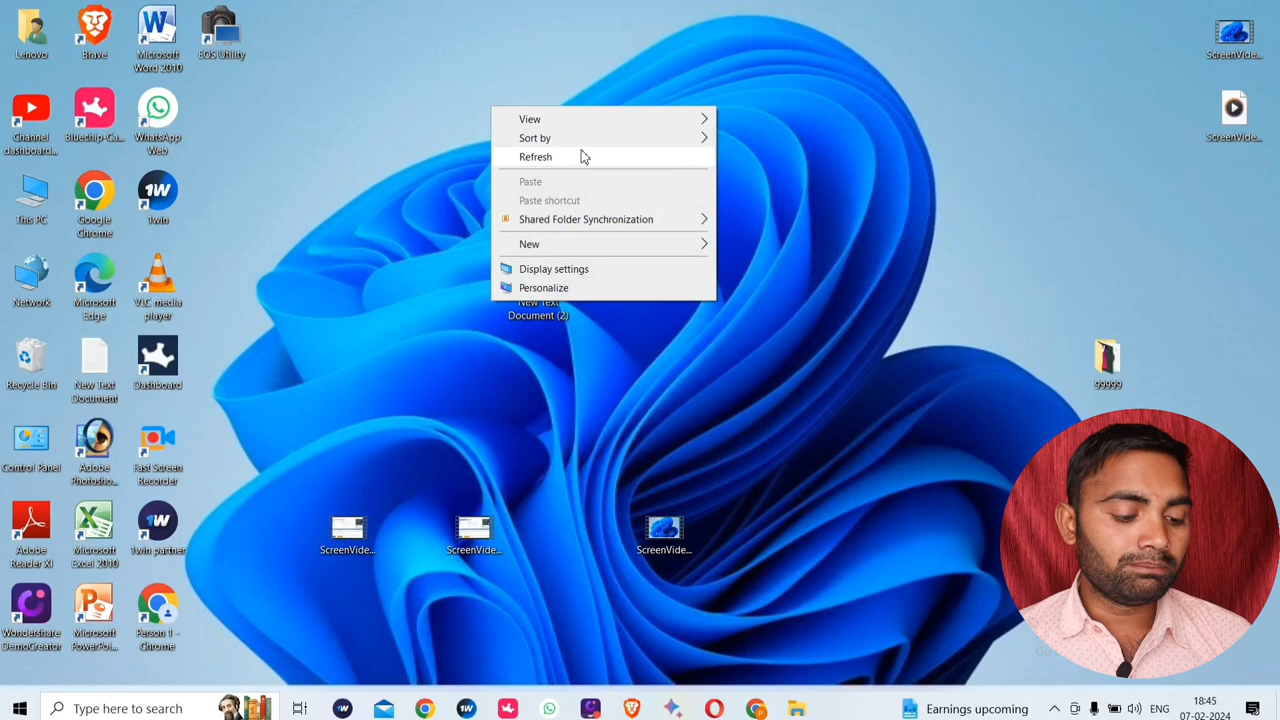 Lenovo
Brave
Microsoft
Word 2010
EOS Utility
ScreenVide...
Channel
dashboard...
Bluechip-Ca...
WhatsApp
Web
ScreenVide...
This PC
Google
Chrome
1win
Network
Microsoft
Edge
VLC media
player
Recycle Bin
New Text
Document
Dashboard
Control Panel
Adobe
Photosho...
Fast Screen
Recorder
Adobe
Reader XI
Microsoft
Excel 2010
1win partner
Wondershare
DemoCreator
Microsoft
PowerPoi...
Person 1 -
Chrome
View
Sort by
Refresh
Paste
Paste shortcut
Shared Folder Synchronization
New
Display settings
Personalize
New Text
Document (2)
99999
ScreenVide...
ScreenVide...
ScreenVide...
Type here to search
Earnings upcoming
ENG
18:45
07-02-2024